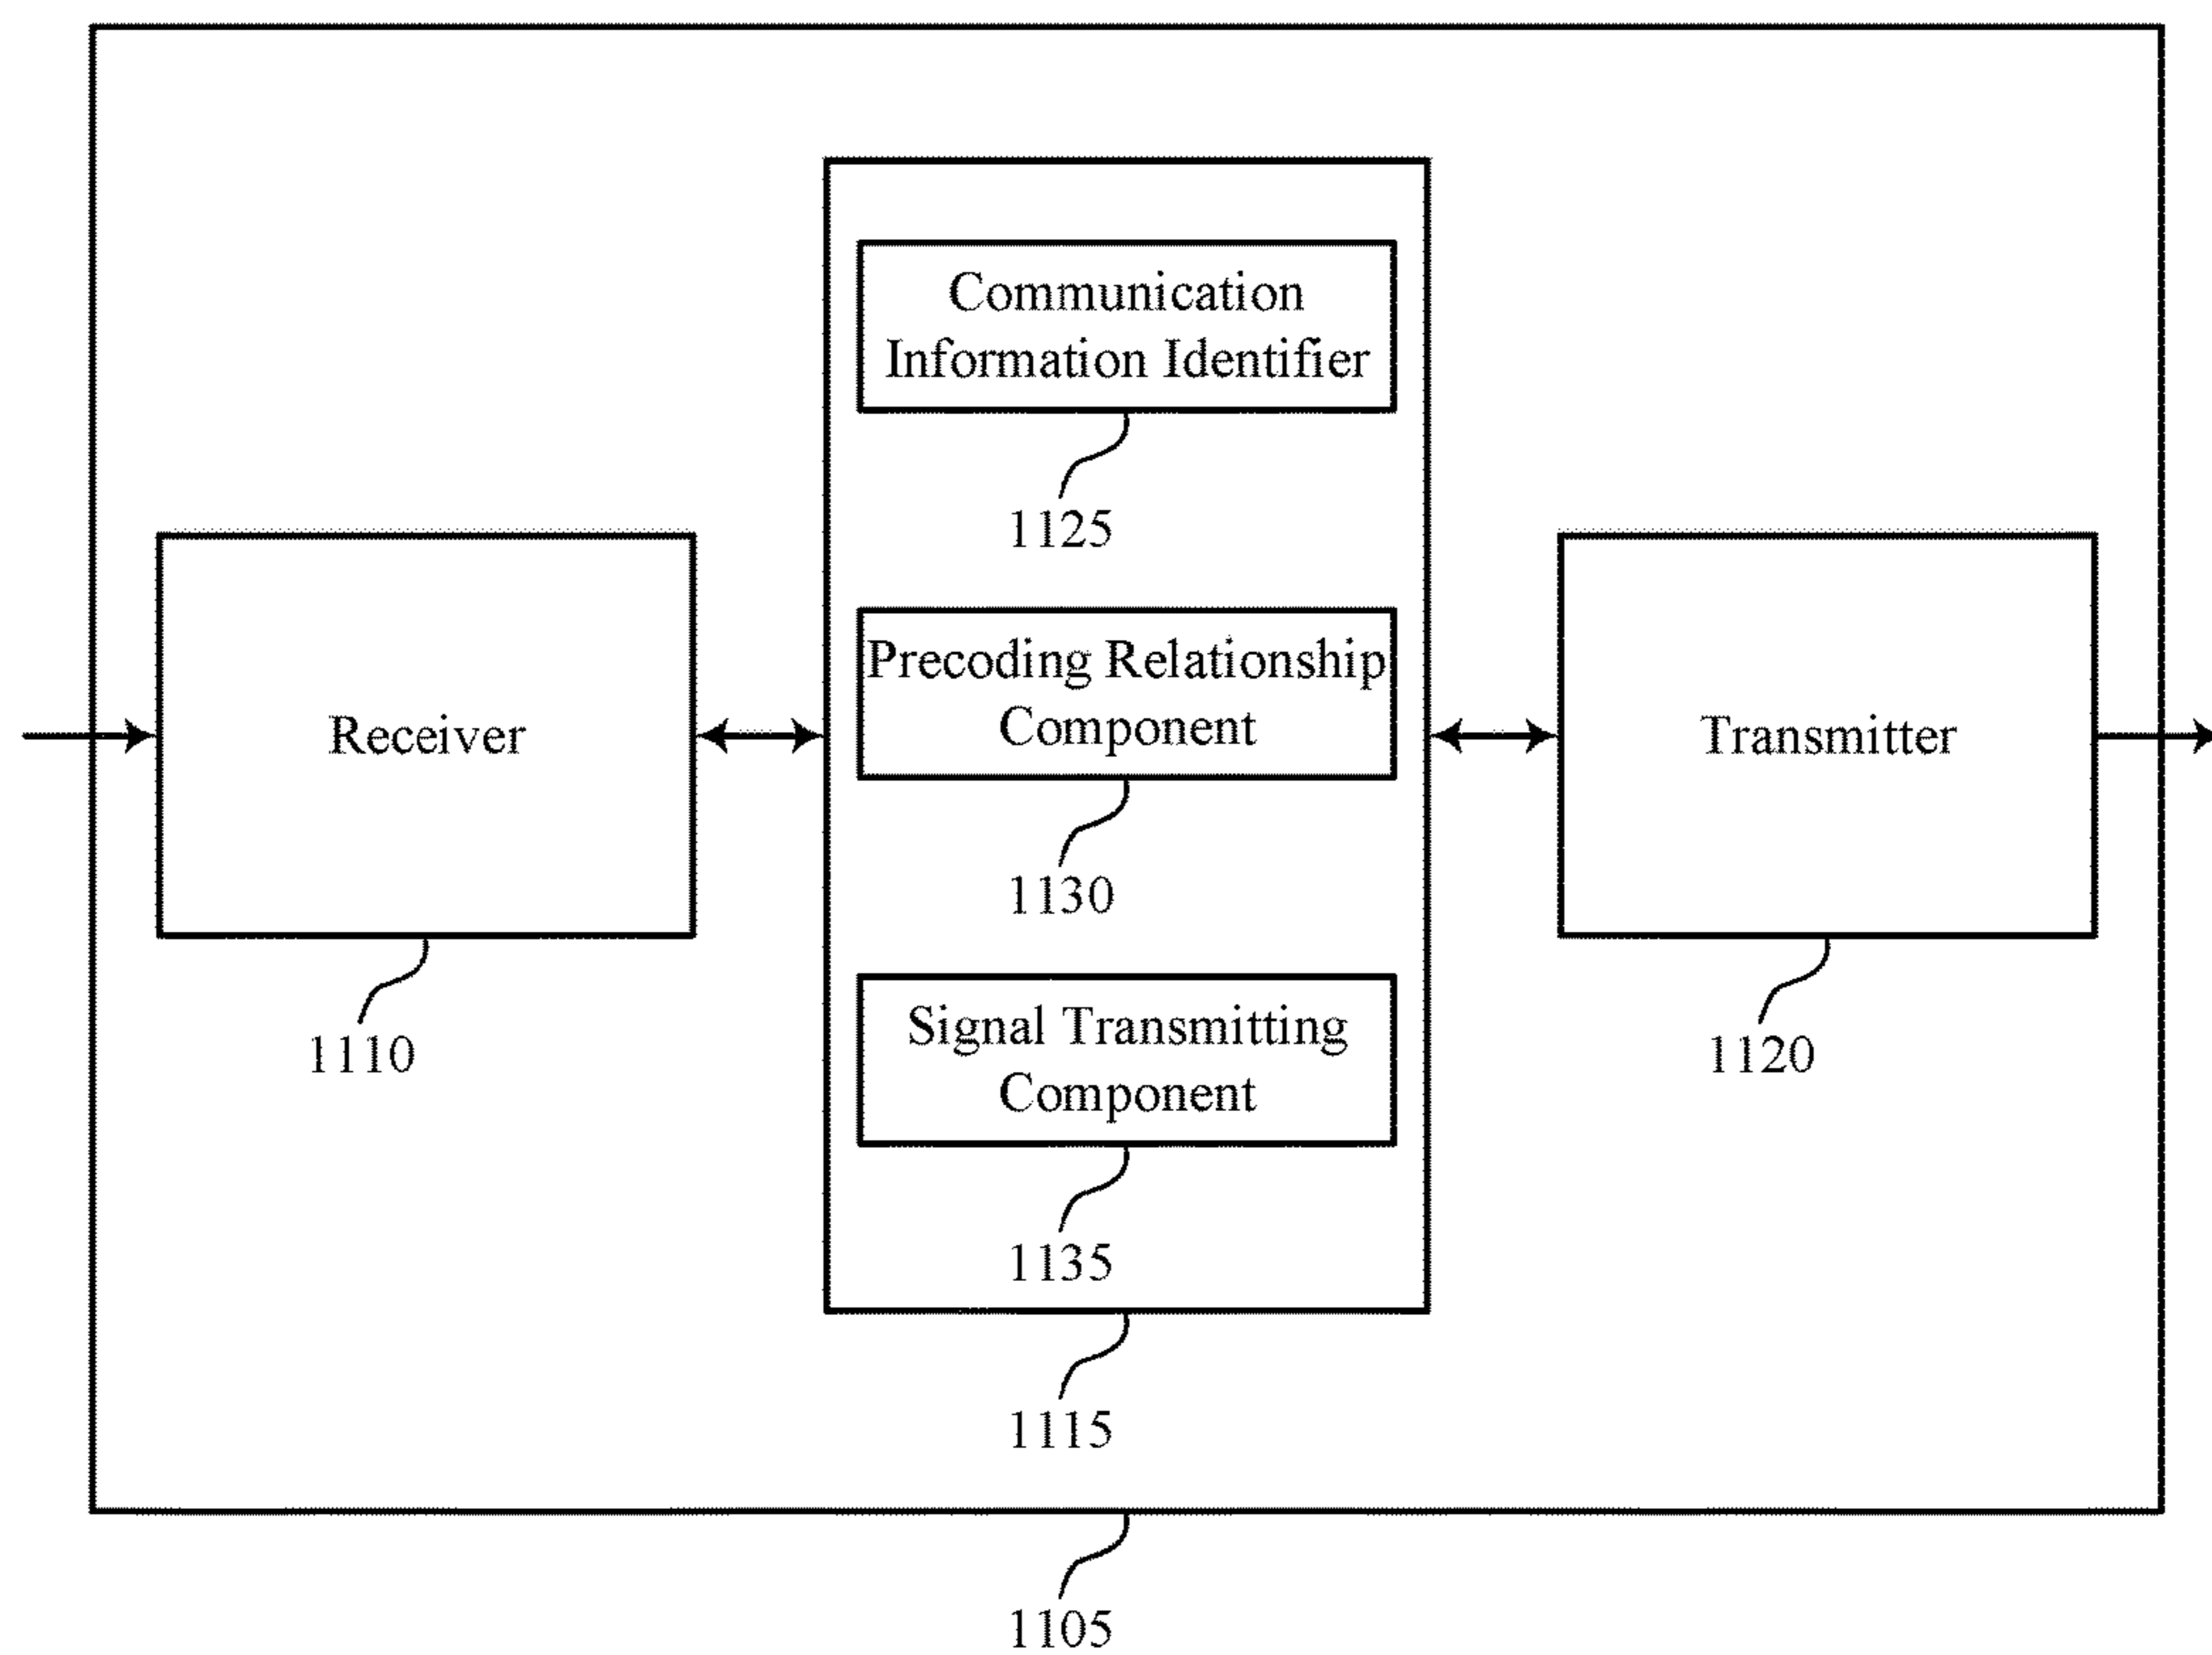 Communication
Information Identifier
1125
Precoding Relationship
Component
1130
Receiver
1110
Transmitter
1120
Signal Transmitting
Component
1135
1115
1105